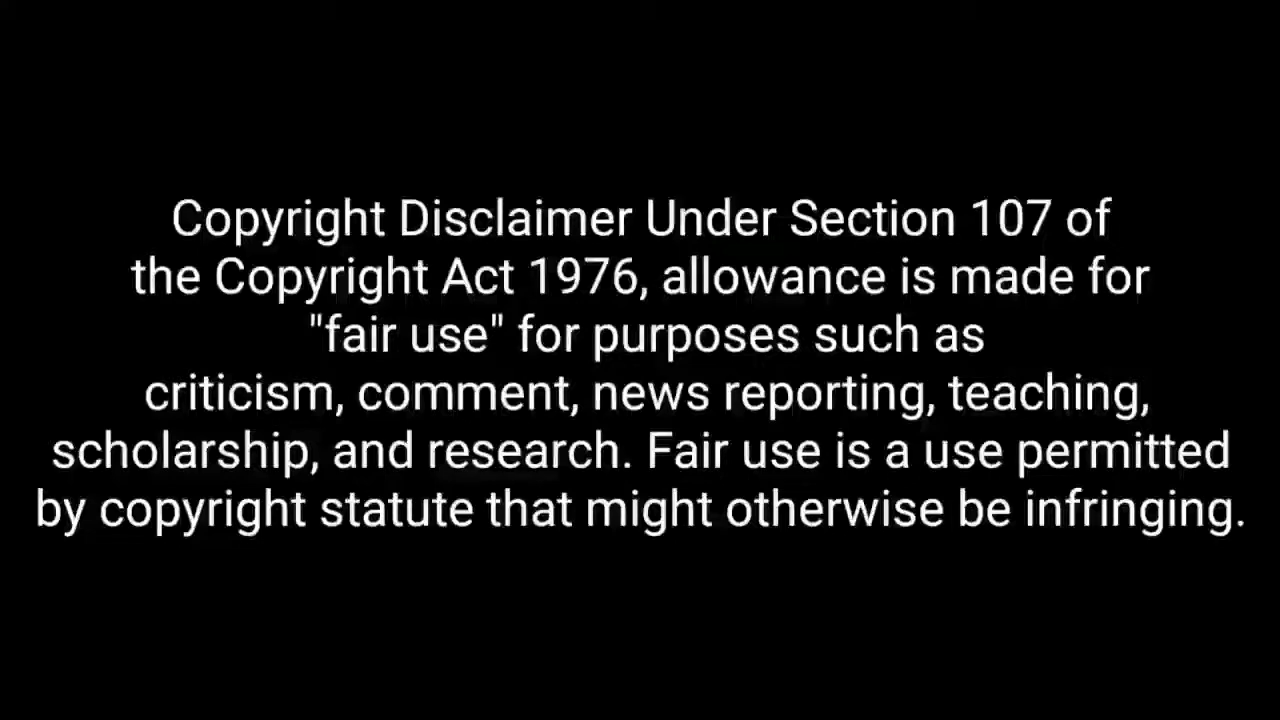 Copyright Disclaimer Under Section 107 of
the Copyright Act 1976, allowance is made for
"fair use" for purposes such as
criticism, comment, news reporting, teaching,
scholarship, and research. Fair use is a use permitted
by copyright statute that might otherwise be infringing.